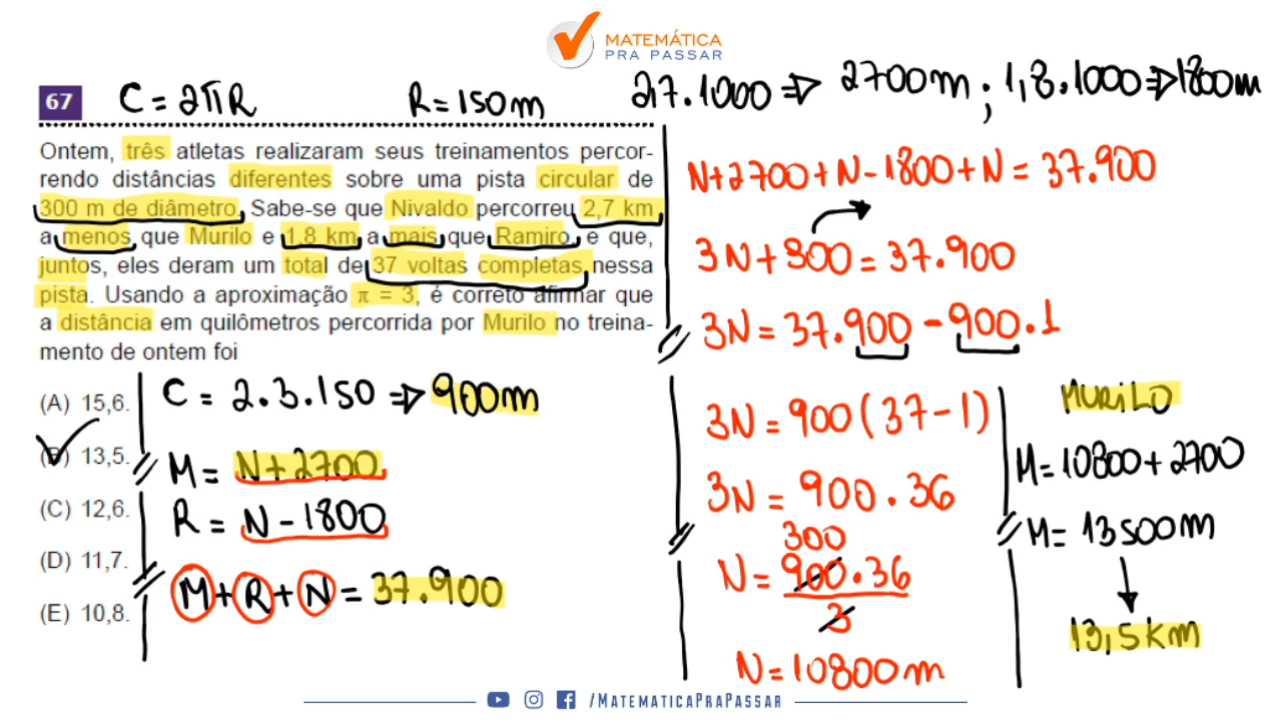 MATEMÁTICA
PRA PASSAR
67
C = 2πR
R = 150m
2,7.1000 ⇒ 2700m ; 1,8.1000 ⇒ 1800m
Ontem, três atletas realizaram seus treinamentos percor-
rendo distâncias diferentes sobre uma pista circular de
300 m de diâmetro. Sabe-se que Nivaldo percorreu 2,7 km
a menos que Murilo e 1,8 km a mais que Ramiro, e que,
juntos, eles deram um total de 37 voltas completas nessa
pista. Usando a aproximação π = 3, é correto afirmar que
a distância em quilômetros percorrida por Murilo no treina-
mento de ontem foi
(A) 15,6.
(B) 13,5.
(C) 12,6.
(D) 11,7.
(E) 10,8.
C = 2.3.150 ⇒ 900m
M = N+2700
R = N-1800
M+R+N = 37.900
N+2700+N-1800+N = 37.900
3N+900 = 37.900
3N = 37.900 - 900.1
3N = 900(37-1)
3N = 900.36
300
N = 900.36
3
N = 10800m
MURILO
M = 10800+2700
M = 13500m
13,5km
/MATEMATICAPRAPASSAR